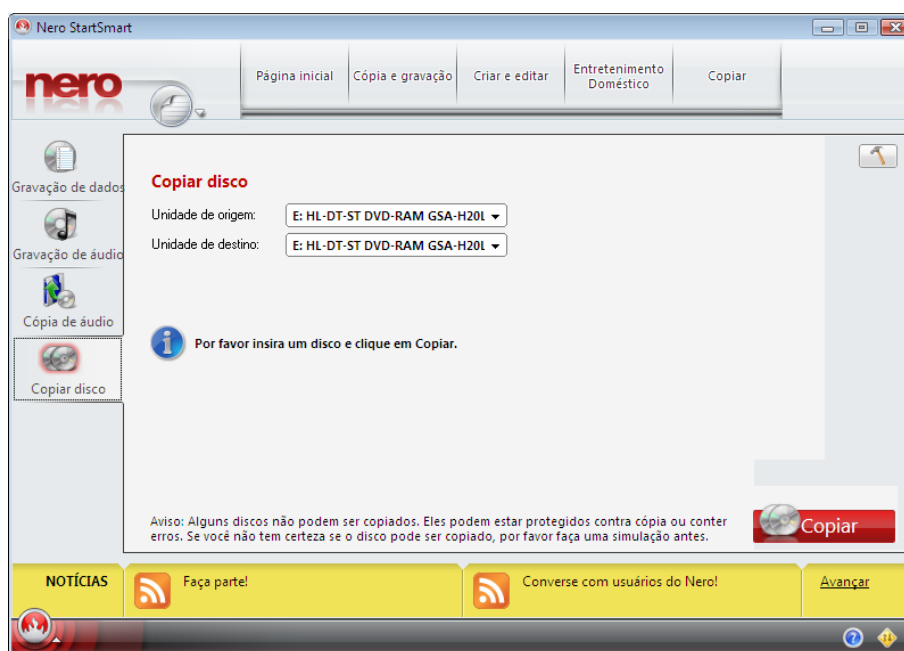 Nero StartSmart
nero
Página inicial
Cópia e gravação
Criar e editar
Entretenimento
Doméstico
Copiar
Gravação de dados
Gravação de áudio
Cópia de áudio
Copiar disco
Copiar disco
Unidade de origem:
E: HL-DT-ST DVD-RAM GSA-H20L
Unidade de destino:
E: HL-DT-ST DVD-RAM GSA-H20L
Por favor insira um disco e clique em Copiar.
Aviso: Alguns discos não podem ser copiados. Eles podem estar protegidos contra cópia ou conter
erros. Se você não tem certeza se o disco pode ser copiado, por favor faça uma simulação antes.
Copiar
NOTÍCIAS
Faça parte!
Converse com usuários do Nero!
Avançar